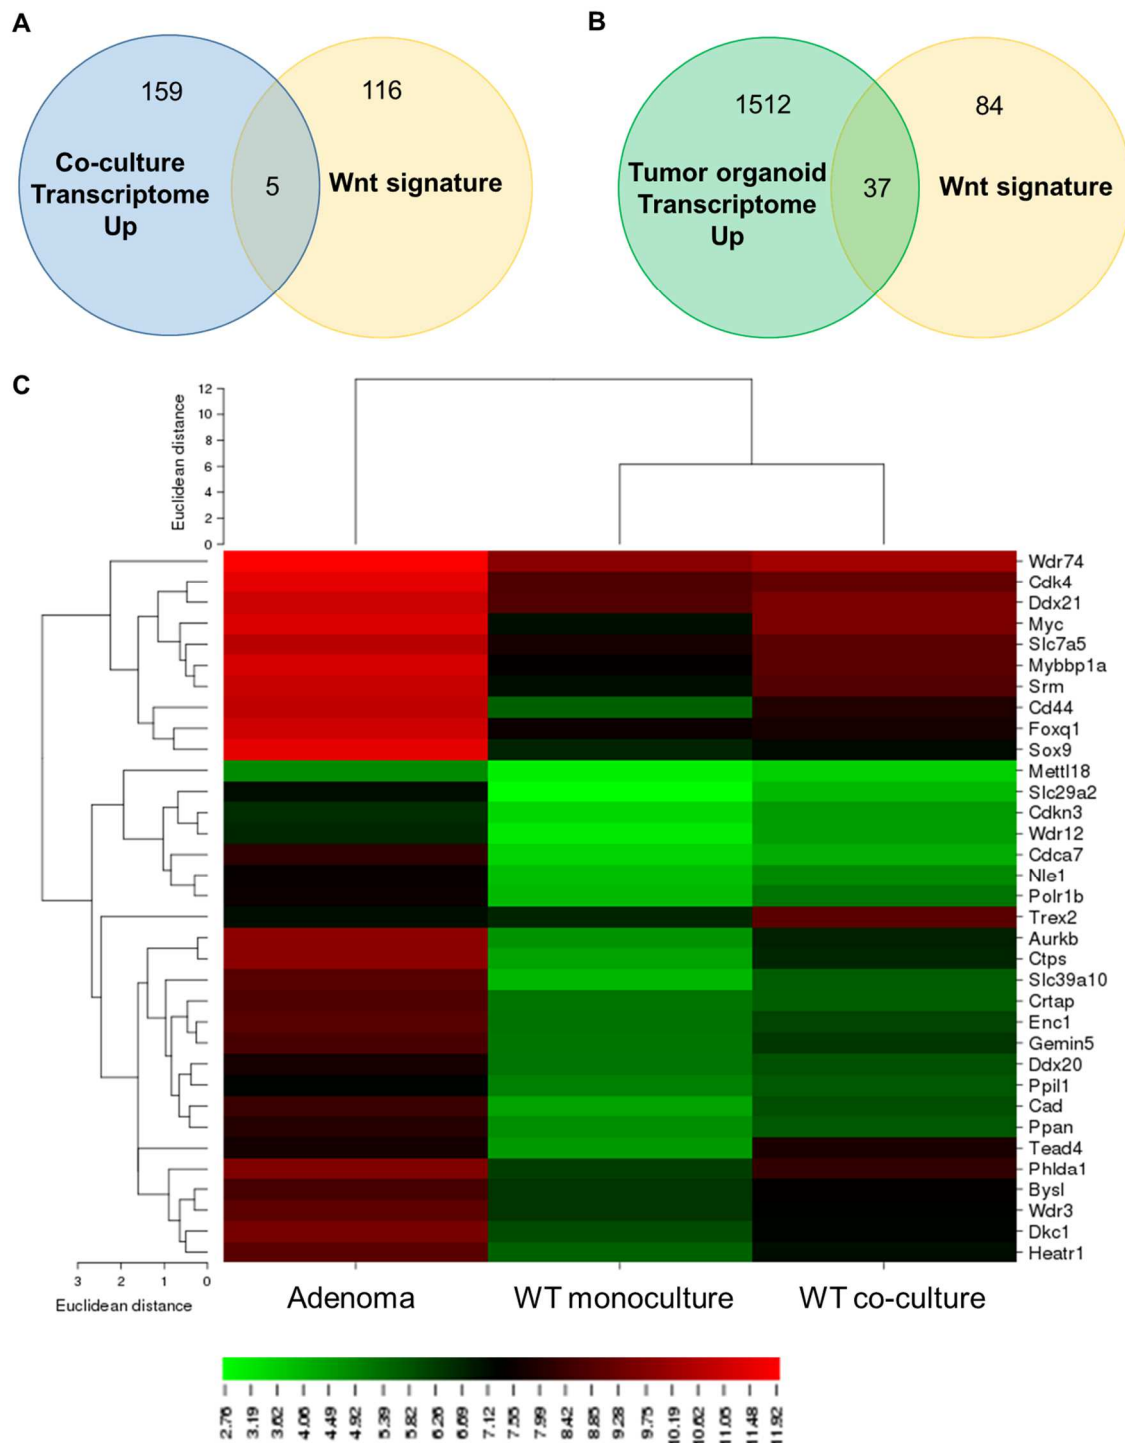 A
B
159
116
Co-culture
Transcriptome
Up
5
Wnt signature
1512
84
Tumor organoid
Transcriptome
Up
37
Wnt signature
C
Euclidean distance
12
10
8
6
4
2
0
Wdr74
Cdk4
Ddx21
Myc
Slc7a5
Mybbp1a
Srm
Cd44
Foxq1
Sox9
Mettl18
Slc29a2
Cdkn3
Wdr12
Cdca7
Nle1
Polr1b
Trex2
Aurkb
Ctps
Slc39a10
Crtap
Enc1
Gemin5
Ddx20
Ppil1
Cad
Ppan
Tead4
Phlda1
Bysl
Wdr3
Dkc1
Heatr1
3 2 1 0
Euclidean distance
Adenoma WT monoculture WT co-culture
2.76 3.19 3.62 4.06 4.49 4.92 5.39 5.82 6.26 6.69 7.12 7.55 7.99 8.42 8.85 9.28 9.75 10.19 10.62 11.05 11.48 11.92